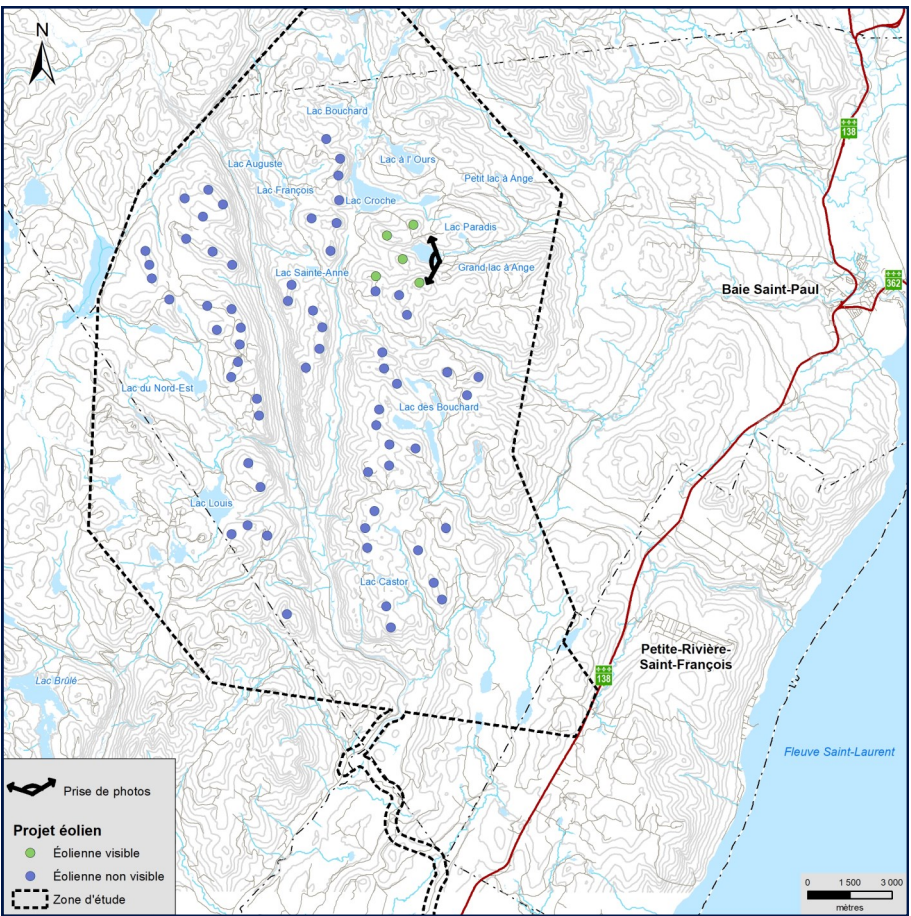 N
Lac Bouchard
138
Lac Auguste
Lac à l' Ours
Lac François
Petit lac à Ange
Lac Croche
Lac Paradis
Lac Sainte-Anne
Grand lac à Ange
Baie Saint-Paul
362
Lac du Nord-Est
Lac des Bouchard
Lac Louis
Lac Castor
Petite-Rivière-
Saint-François
138
Lac Brûlé
Fleuve Saint-Laurent
Prise de photos
Projet éolien
Éolienne visible
Éolienne non visible
Zone d'étude
0 1 500 3 000
mètres